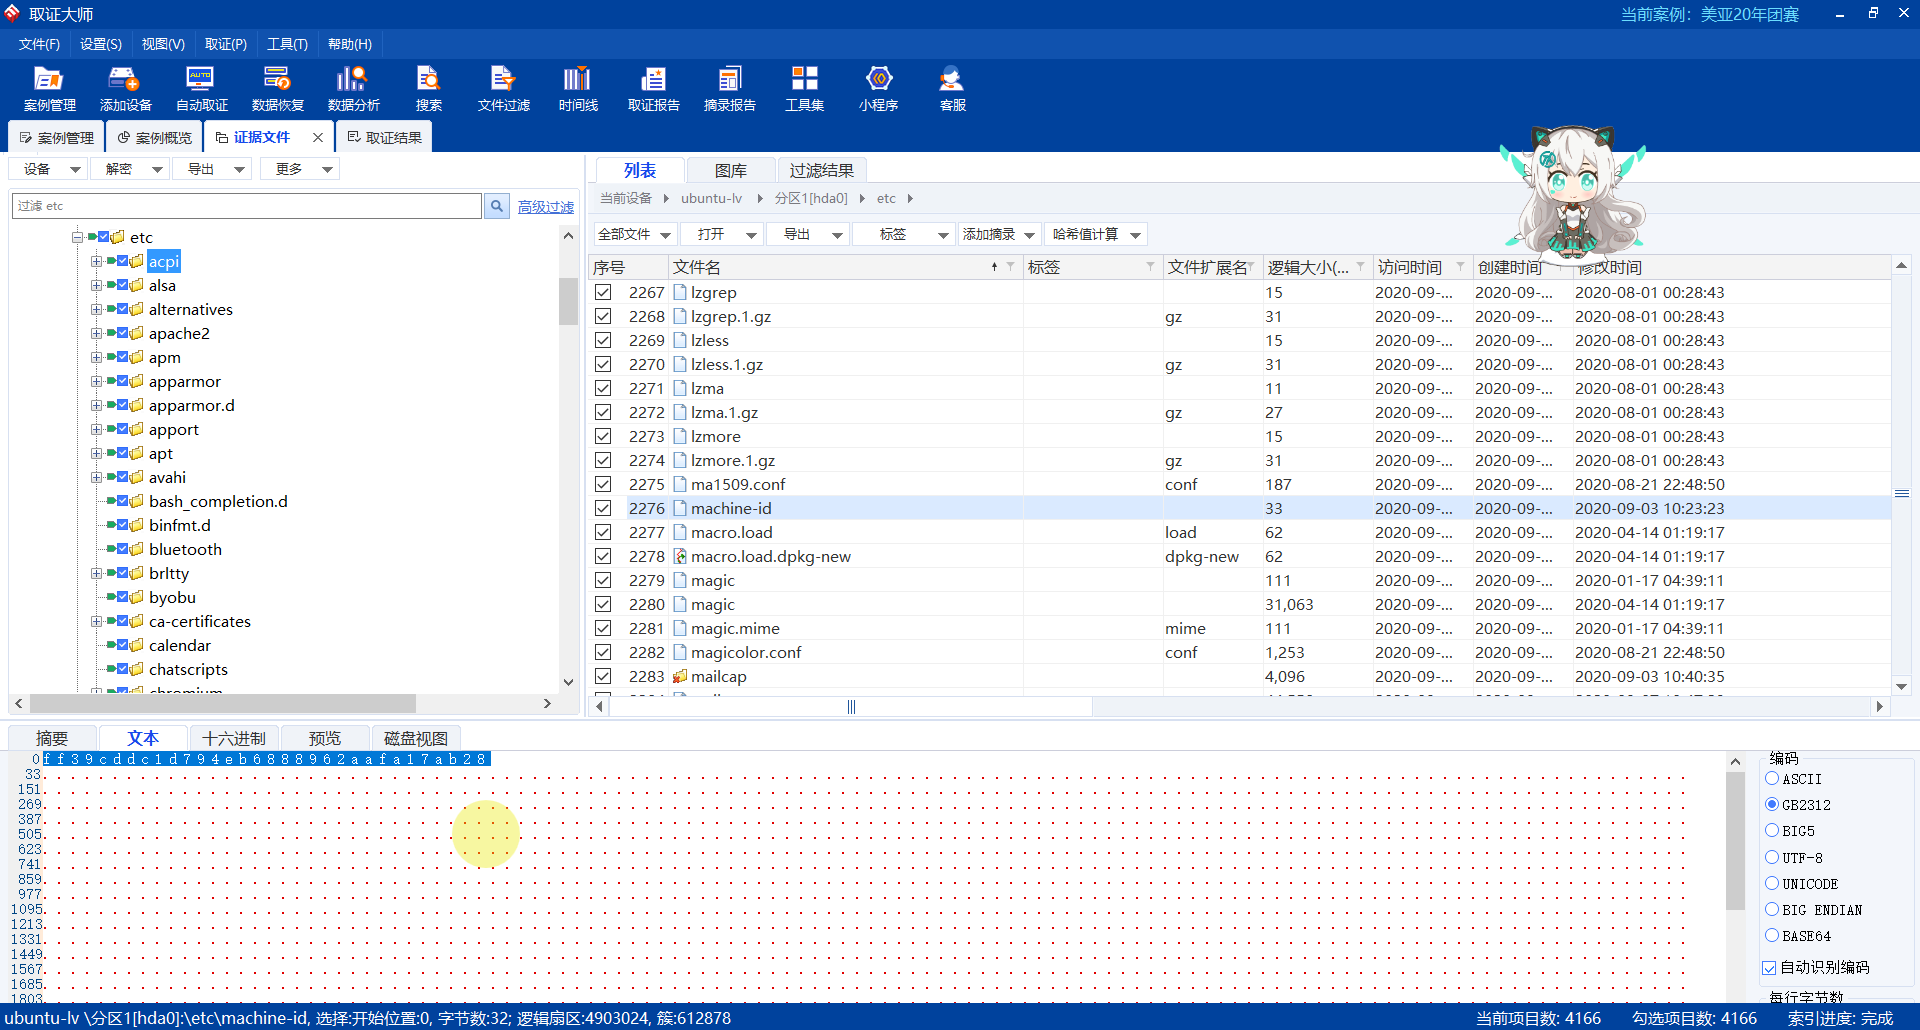 取证大师
当前案例：美亚20年团赛
文件(F) 设置(S) 视图(V) 取证(P) 工具(T) 帮助(H)
案例管理 添加设备 自动取证 数据恢复 数据分析 搜索 文件过滤 时间线 取证报告 摘录报告 工具集 小程序 客服
案例管理 案例概览 证据文件 取证结果
设备 解密 导出 更多
过滤 etc
高级过滤
etc
acpi
alsa
alternatives
apache2
apm
apparmor
apparmor.d
apport
apt
avahi
bash_completion.d
binfmt.d
bluetooth
brltty
byobu
ca-certificates
calendar
chatscripts
chromium
列表 图库 过滤结果
当前设备 ubuntu-lv 分区1[hda0] etc
全部文件 打开 导出 标签 添加摘录 哈希值计算
序号 文件名 标签 文件扩展名 逻辑大小(... 访问时间 创建时间 修改时间
2267 lzgrep 15 2020-09-... 2020-09-... 2020-08-01 00:28:43
2268 lzgrep.1.gz gz 31 2020-09-... 2020-09-... 2020-08-01 00:28:43
2269 lzless 15 2020-09-... 2020-09-... 2020-08-01 00:28:43
2270 lzless.1.gz gz 31 2020-09-... 2020-09-... 2020-08-01 00:28:43
2271 lzma 11 2020-09-... 2020-09-... 2020-08-01 00:28:43
2272 lzma.1.gz gz 27 2020-09-... 2020-09-... 2020-08-01 00:28:43
2273 lzmore 15 2020-09-... 2020-09-... 2020-08-01 00:28:43
2274 lzmore.1.gz gz 31 2020-09-... 2020-09-... 2020-08-01 00:28:43
2275 ma1509.conf conf 187 2020-09-... 2020-09-... 2020-08-21 22:48:50
2276 machine-id 33 2020-09-... 2020-09-... 2020-09-03 10:23:23
2277 macro.load load 62 2020-09-... 2020-09-... 2020-04-14 01:19:17
2278 macro.load.dpkg-new dpkg-new 62 2020-09-... 2020-09-... 2020-04-14 01:19:17
2279 magic 111 2020-09-... 2020-09-... 2020-01-17 04:39:11
2280 magic 31,063 2020-09-... 2020-09-... 2020-04-14 01:19:17
2281 magic.mime mime 111 2020-09-... 2020-09-... 2020-01-17 04:39:11
2282 magicolor.conf conf 1,253 2020-09-... 2020-09-... 2020-08-21 22:48:50
2283 mailcap 4,096 2020-09-... 2020-09-... 2020-09-03 10:40:35
摘要 文本 十六进制 预览 磁盘视图
0 ff39cddc1d794eb6888962aafa17ab28
33
151
269
387
505
623
741
859
977
1095
1213
1331
1449
1567
1685
1803
编码
ASCII
GB2312
BIG5
UTF-8
UNICODE
BIG ENDIAN
BASE64
自动识别编码
每行字节数
ubuntu-lv \分区1[hda0]:\etc\machine-id, 选择:开始位置:0, 字节数:32; 逻辑扇区:4903024, 簇:612878
当前项目数: 4166 勾选项目数: 4166 索引进度: 完成